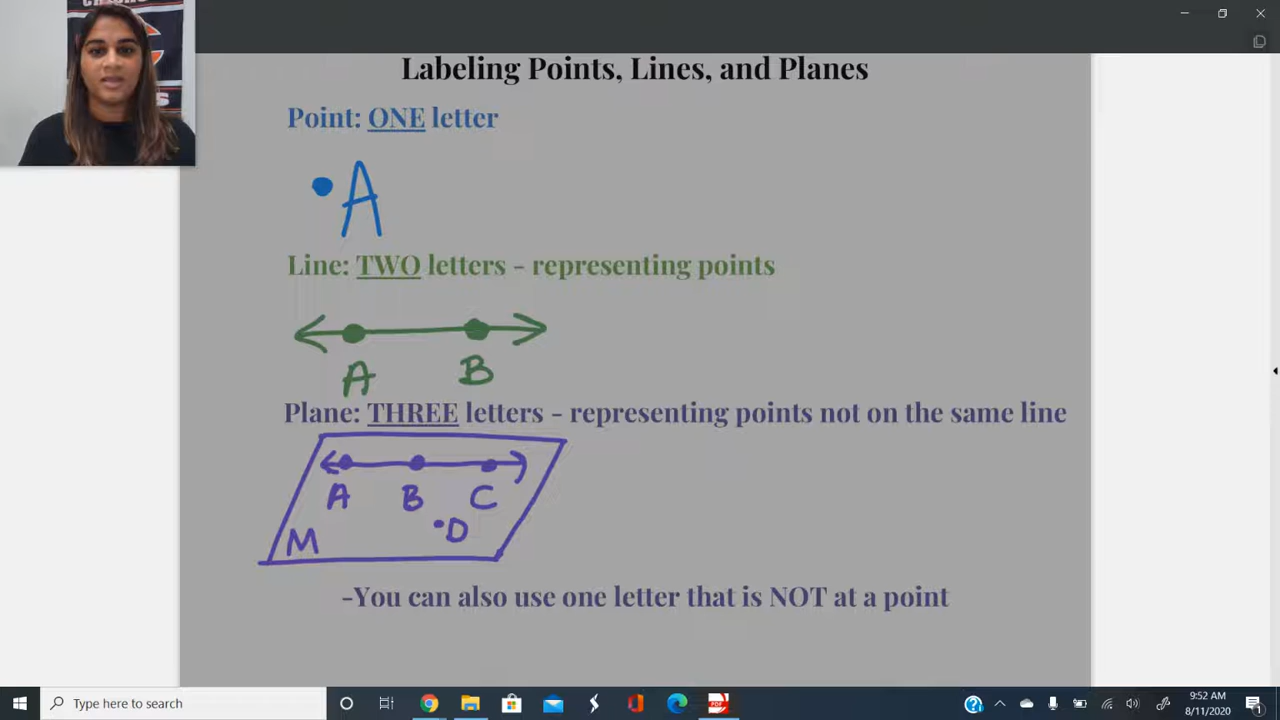 Labeling Points, Lines, and Planes
Point: ONE letter
A
Line: TWO letters - representing points
A B
Plane: THREE letters - representing points not on the same line
A B C
D
M
-You can also use one letter that is NOT at a point
Type here to search
9:52 AM
8/11/2020